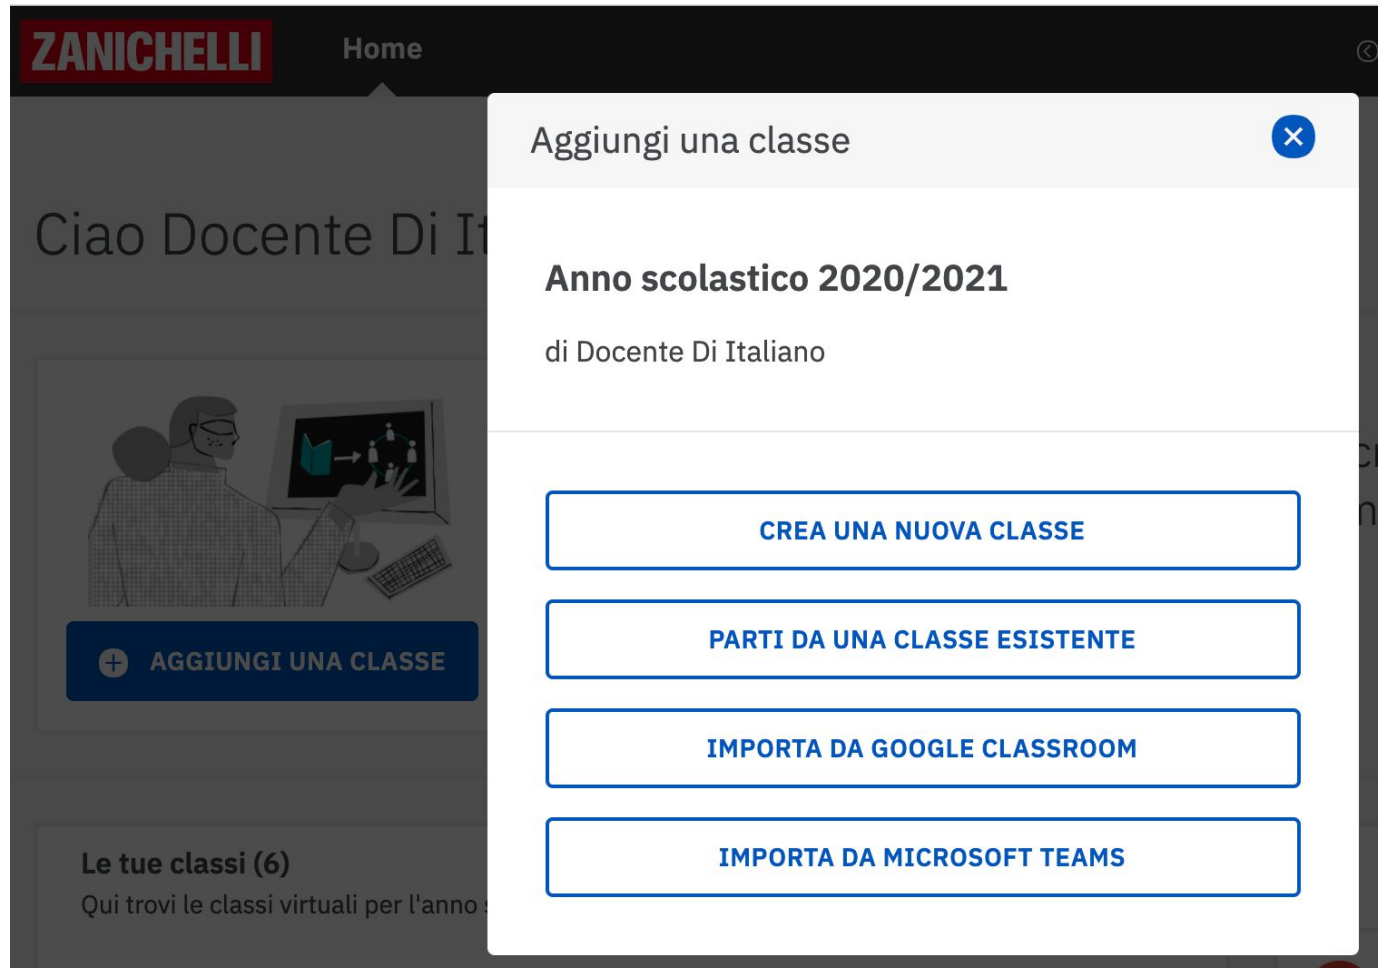 ZANICHELLI
Home
Aggiungi una classe
Ciao Docente Di It
Anno scolastico 2020/2021
di Docente Di Italiano
CREA UNA NUOVA CLASSE
PARTI DA UNA CLASSE ESISTENTE
AGGIUNGI UNA CLASSE
IMPORTA DA GOOGLE CLASSROOM
IMPORTA DA MICROSOFT TEAMS
Le tue classi (6)
Qui trovi le classi virtuali per l'anno